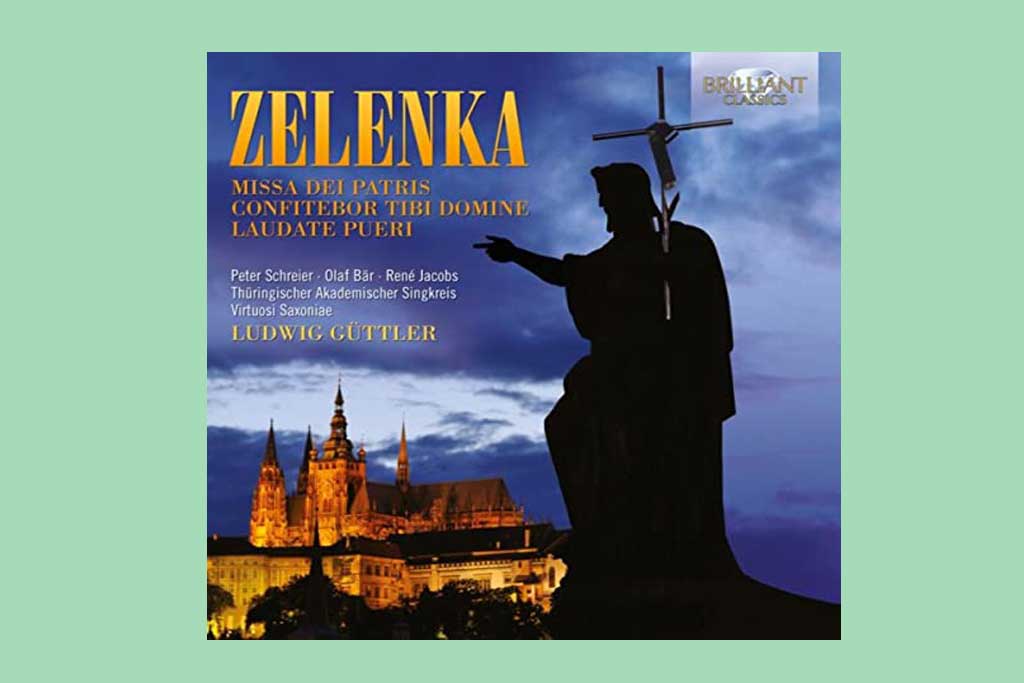 BRILLIANT
CLASSICS
ZELENKA
MISSA DEI PATRIS
CONFITEBOR TIBI DOMINE
LAUDATE PUERI
Peter Schreier · Olaf Bär · René Jacobs
Thüringischer Akademischer Singkreis
Virtuosi Saxoniae
LUDWIG GÜTTLER